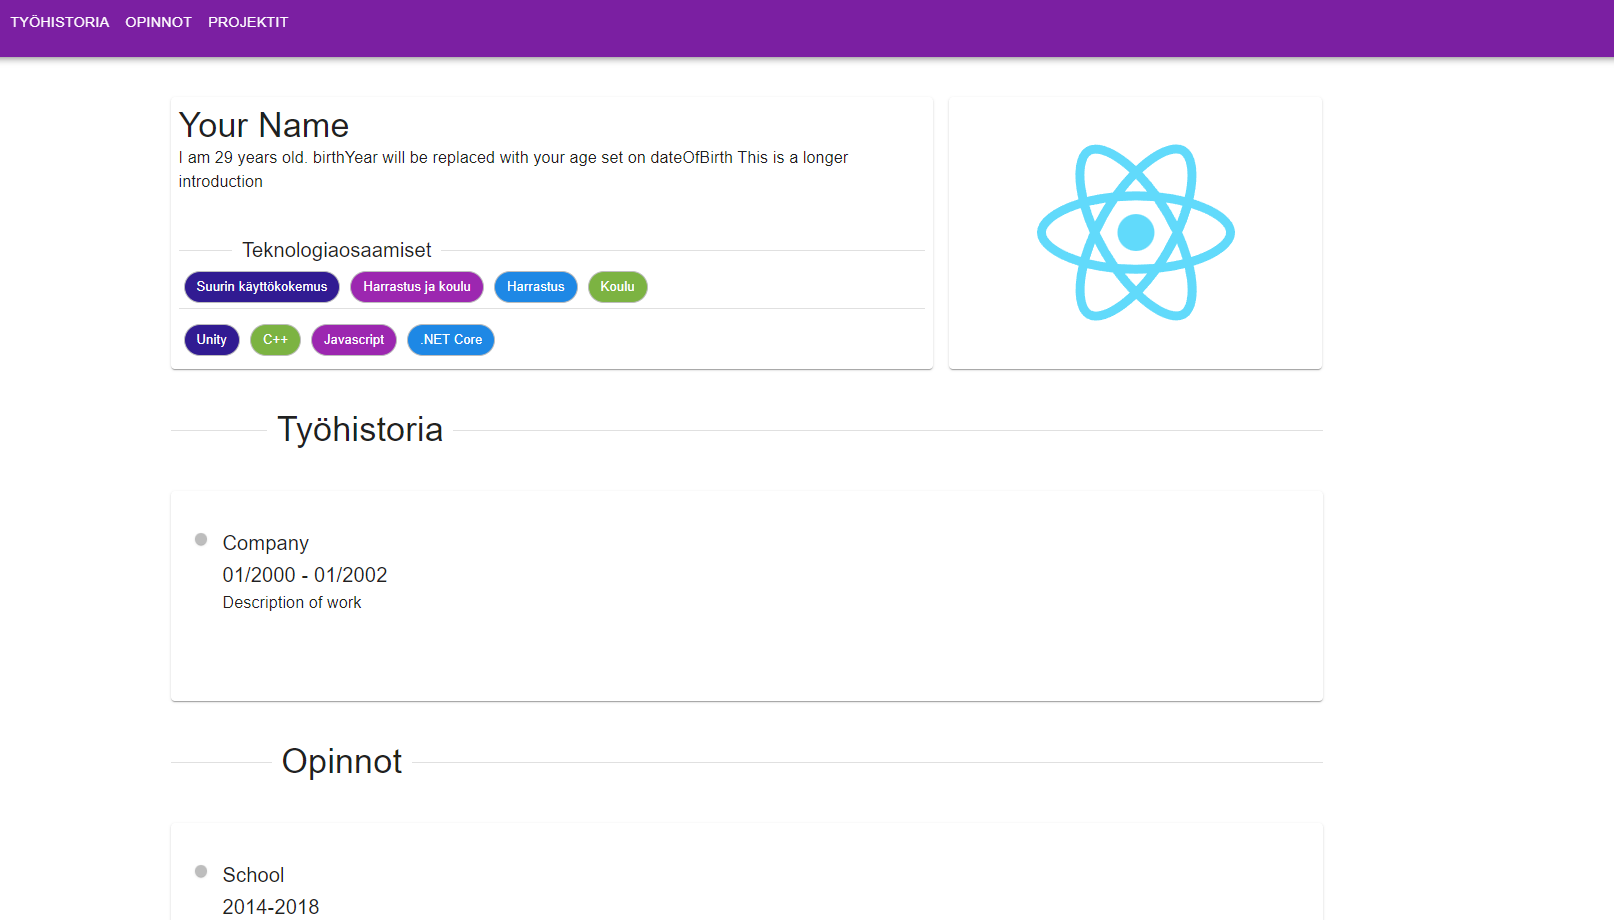 TYÖHISTORIA OPINNOT PROJEKTIT
Your Name
I am 29 years old. birthYear will be replaced with your age set on dateOfBirth This is a longer
introduction
Teknologiaosaamiset
Suurin käyttökokemus Harrastus ja koulu Harrastus Koulu
Unity C++ Javascript .NET Core
Työhistoria
Company
01/2000 - 01/2002
Description of work
Opinnot
School
2014-2018